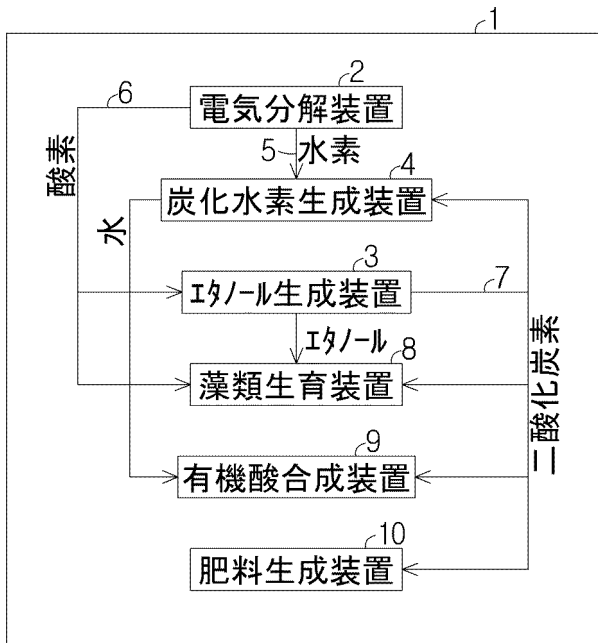 1
2
6
電気分解装置
5
水素
酸素
4
炭化水素生成装置
水
3
ｴﾀﾉｰﾙ生成装置
7
ｴﾀﾉｰﾙ
8
藻類生育装置
二酸化炭素
9
有機酸合成装置
10
肥料生成装置